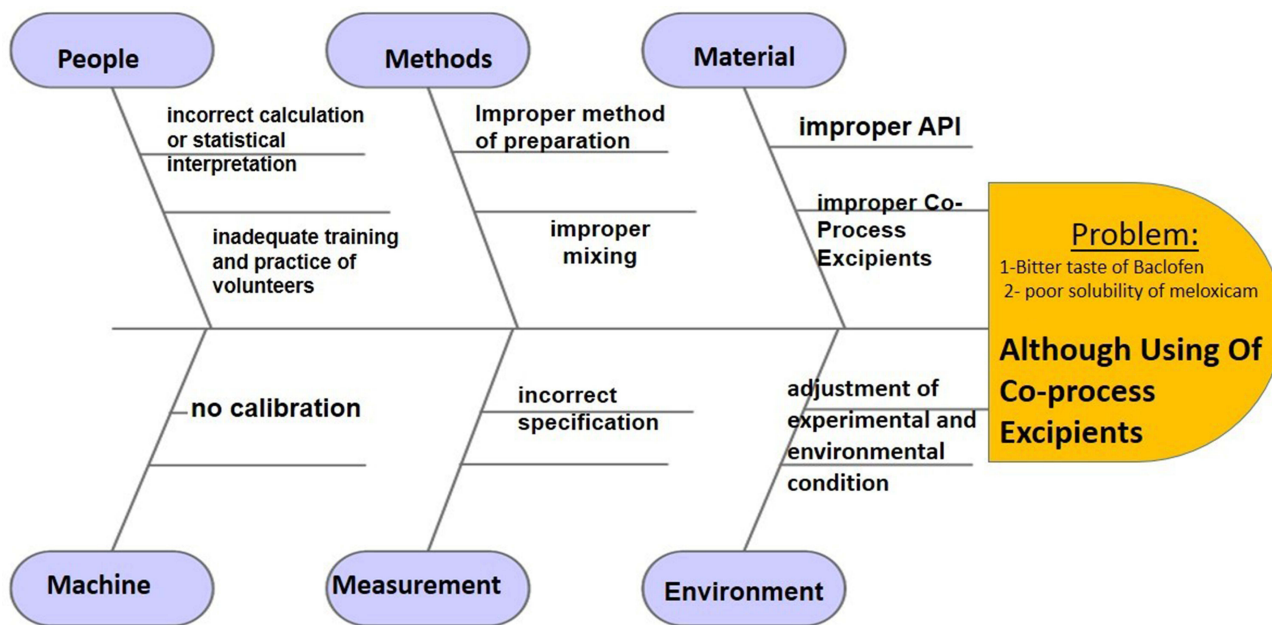 People
Methods
Material
incorrect calculation
or statistical
interpretation
Improper method
of preparation
improper API
inadequate training
and practice of
volunteers
improper
mixing
improper Co-
Process
Excipients
Problem:
1-Bitter taste of Baclofen
2- poor solubility of meloxicam
Although Using Of
Co-process
Excipients
no calibration
incorrect
specification
adjustment of
experimental and
environmental
condition
Machine
Measurement
Environment